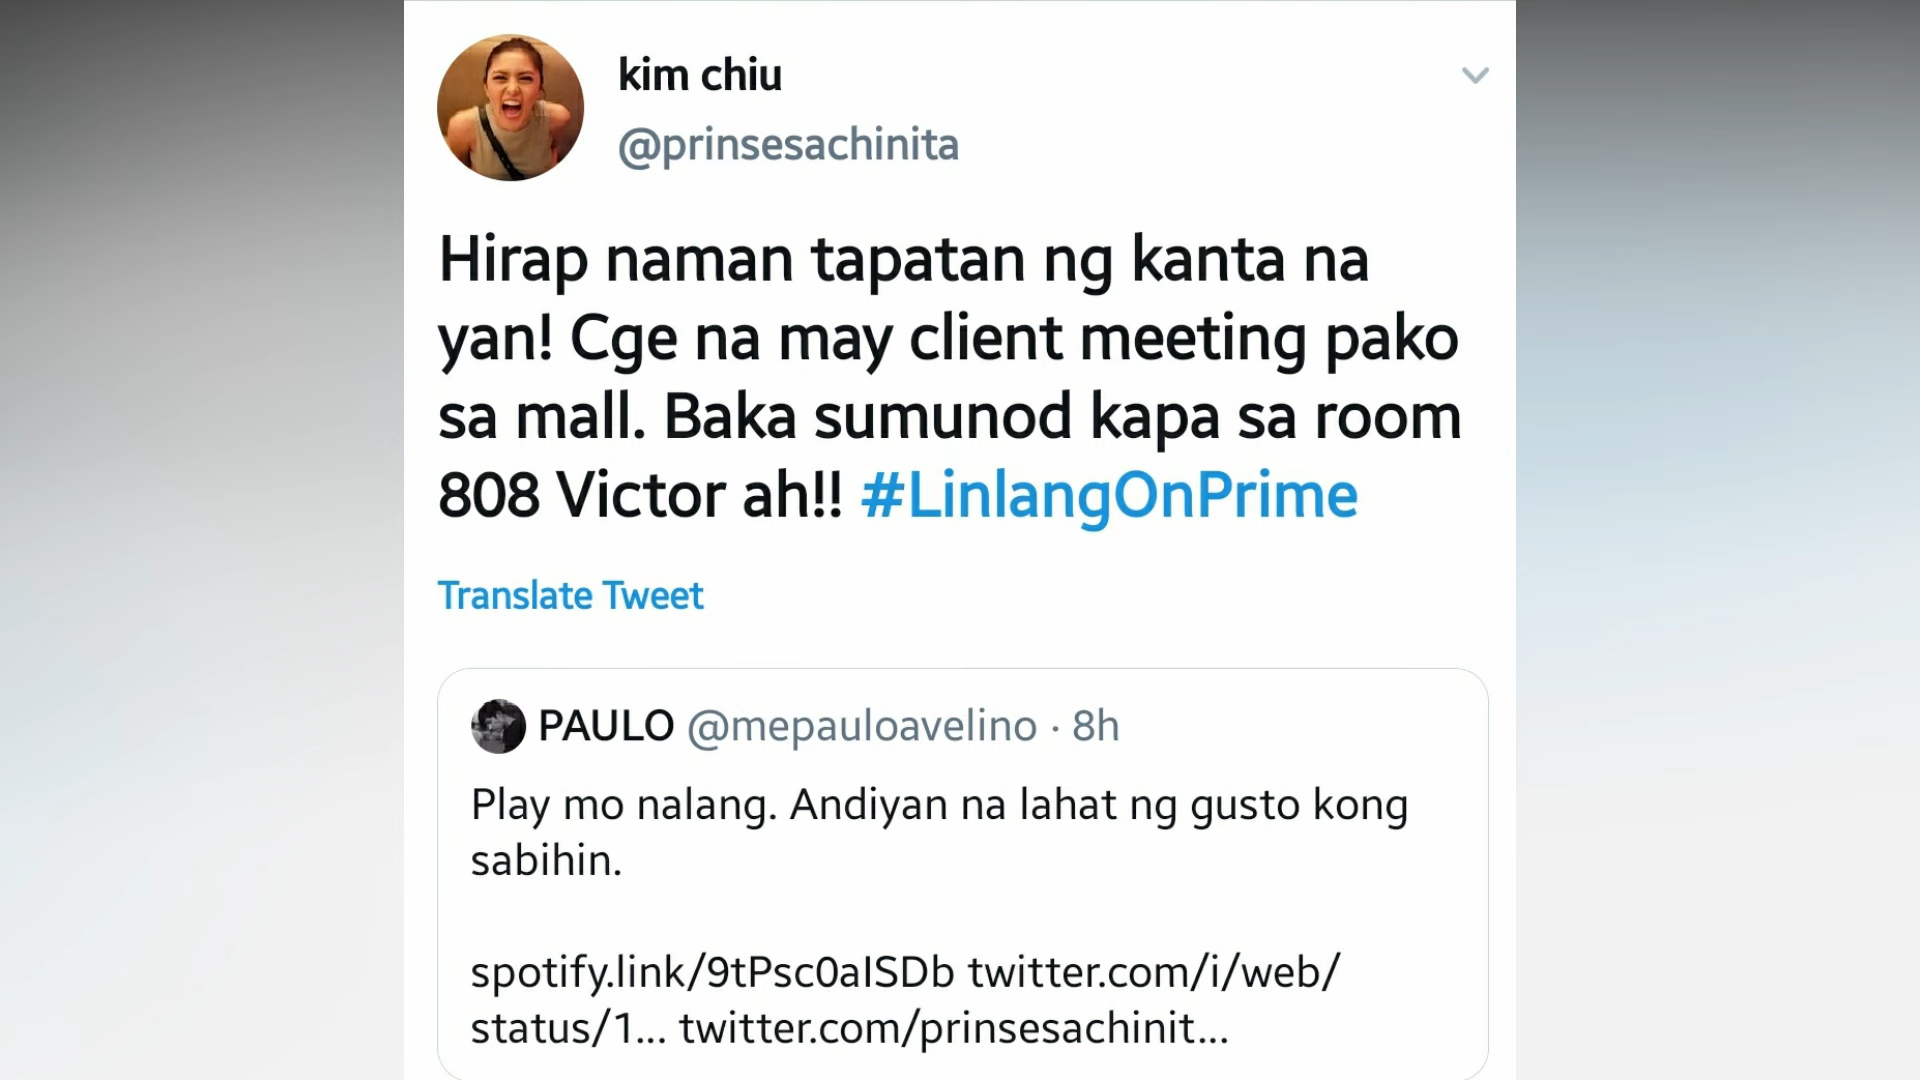 kim chiu
@prinsesachinita
Hirap naman tapatan ng kanta na
yan! Cge na may client meeting pako
sa mall. Baka sumunod kapa sa room
808 Victor ah!! #LinlangOnPrime
Translate Tweet
PAULO @mepauloavelino · 8h
Play mo nalang. Andiyan na lahat ng gusto kong
sabihin.
spotify.link/9tPsc0aISDb twitter.com/i/web/
status/1... twitter.com/prinsesachinit...